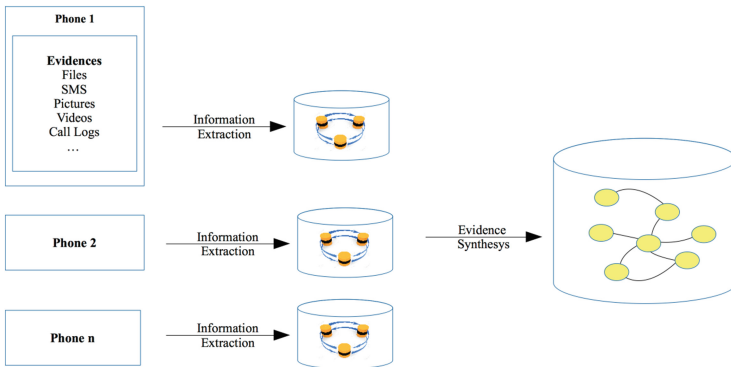 Phone 1
Evidences
Files
SMS
Pictures
Videos
Call Logs
…
Information
Extraction
Phone 2
Information
Extraction
Evidence
Synthesys
Phone n
Information
Extraction